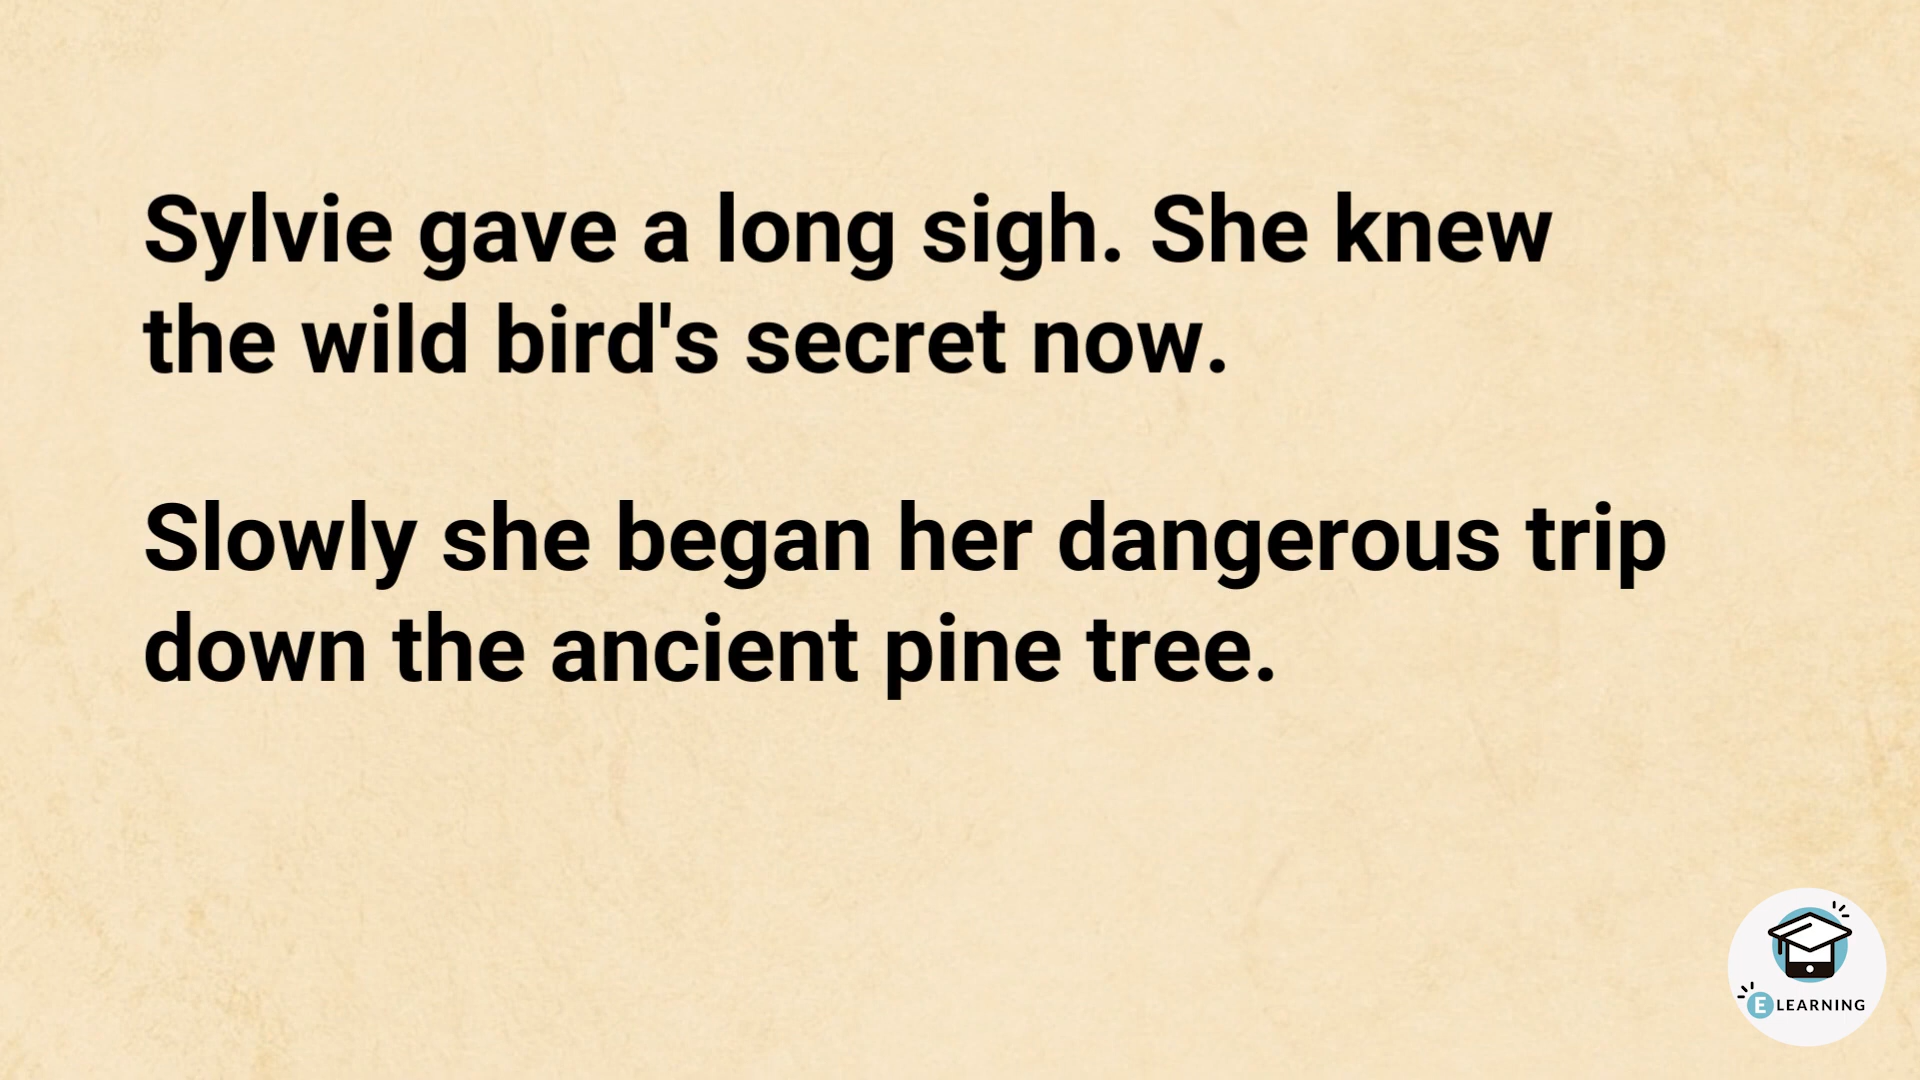 Sylvie gave a long sigh. She knew
the wild bird's secret now.
Slowly she began her dangerous trip
down the ancient pine tree.
E LEARNING